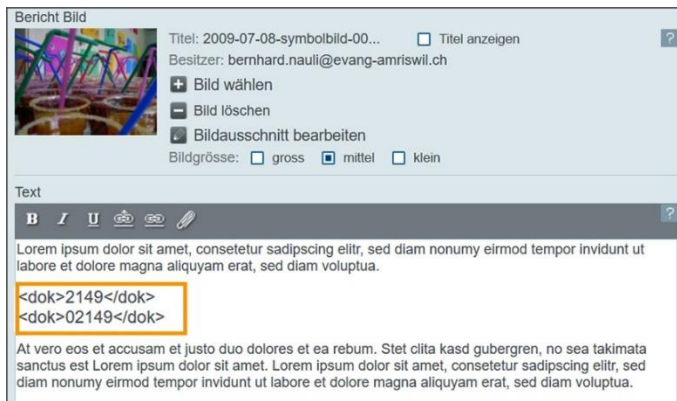 Bericht Bild
Titel: 2009-07-08-symbolbild-00... Titel anzeigen ?
Besitzer: bernhard.nauli@evang-amriswil.ch
Bild wählen
Bild löschen
Bildausschnitt bearbeiten
Bildgrösse: gross mittel klein
Text
B I U ?
Lorem ipsum dolor sit amet, consetetur sadipscing elitr, sed diam nonumy eirmod tempor invidunt ut
labore et dolore magna aliquyam erat, sed diam voluptua.
<dok>2149</dok>
<dok>02149</dok>
At vero eos et accusam et justo duo dolores et ea rebum. Stet clita kasd gubergren, no sea takimata
sanctus est Lorem ipsum dolor sit amet. Lorem ipsum dolor sit amet, consetetur sadipscing elitr, sed
diam nonumy eirmod tempor invidunt ut labore et dolore magna aliquyam erat, sed diam voluptua.